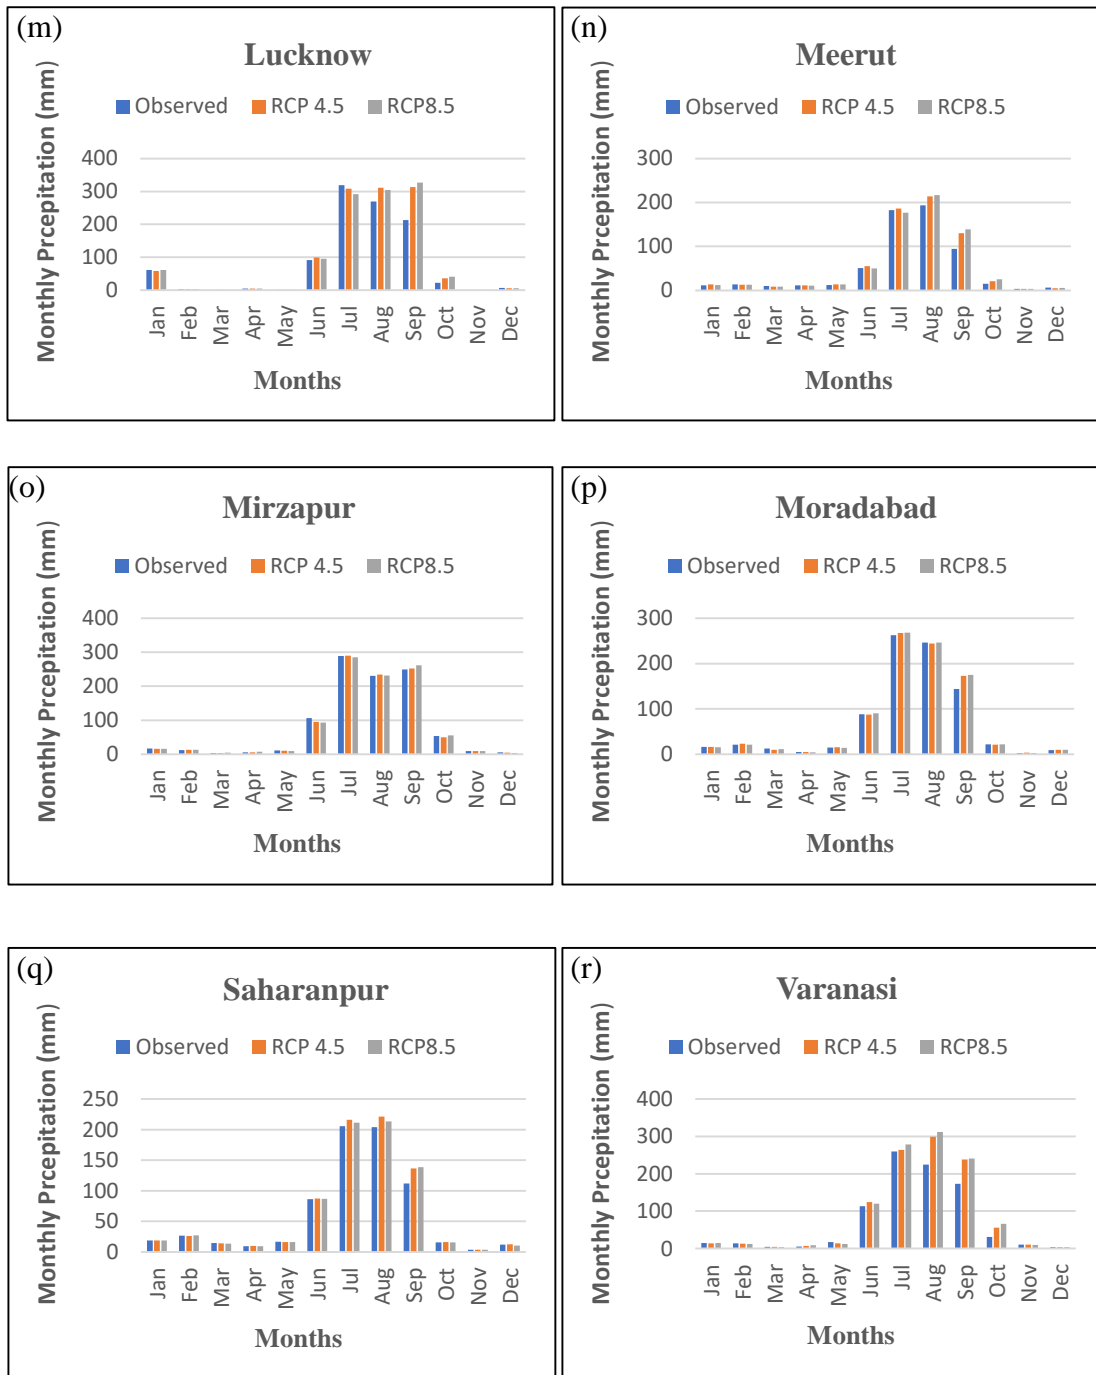 (m)
Lucknow
Observed RCP 4.5 RCP8.5
Monthly Prcepitation (mm)
400
300
200
100
0
Jan Feb Mar Apr May Jun Jul Aug Sep Oct Nov Dec
Months
(n)
Meerut
Observed RCP 4.5 RCP8.5
Monthly Prcepitation (mm)
300
200
100
0
Jan Feb Mar Apr May Jun Jul Aug Sep Oct Nov Dec
Months
(o)
Mirzapur
Observed RCP 4.5 RCP8.5
Monthly Prcepitation (mm)
400
300
200
100
0
Jan Feb Mar Apr May Jun Jul Aug Sep Oct Nov Dec
Months
(p)
Moradabad
Observed RCP 4.5 RCP8.5
Monthly Prcepitation (mm)
300
200
100
0
Jan Feb Mar Apr May Jun Jul Aug Sep Oct Nov Dec
Months
(q)
Saharanpur
Observed RCP 4.5 RCP8.5
Monthly Prcepitation (mm)
250
200
150
100
50
0
Jan Feb Mar Apr May Jun Jul Aug Sep Oct Nov Dec
Months
(r)
Varanasi
Observed RCP 4.5 RCP8.5
Monthly Prcepitation (mm)
400
300
200
100
0
Jan Feb Mar Apr May Jun Jul Aug Sep Oct Nov Dec
Months